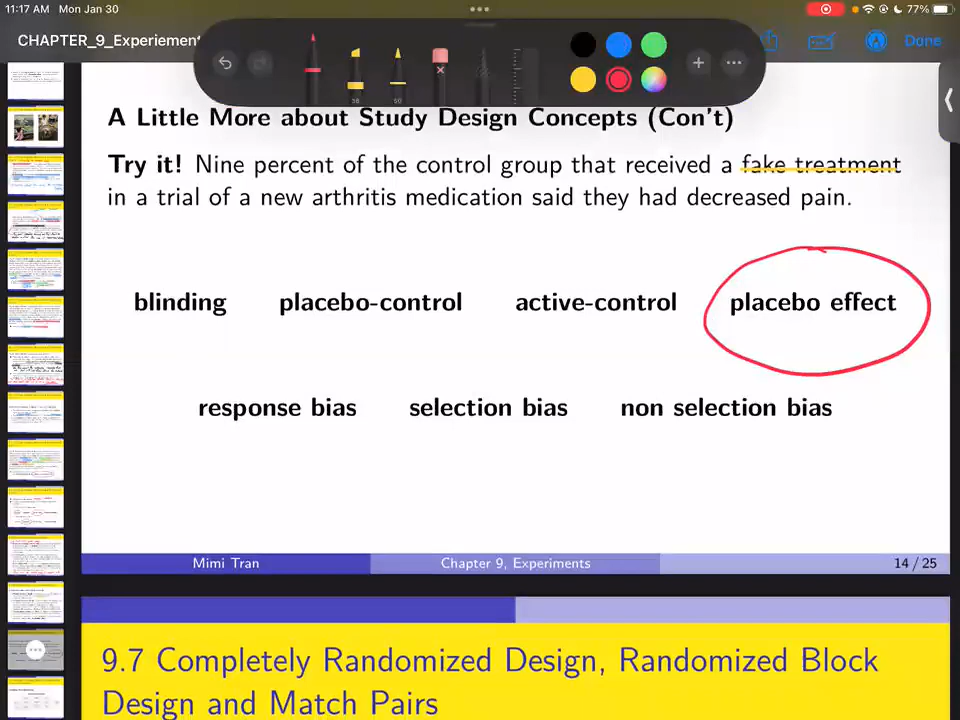 11:17 AM Mon Jan 30
77%
CHAPTER_9_Experiemen
Done
A Little More about Study Design Concepts (Con't)
Try it! Nine percent of the control group that received a fake treatment
in a trial of a new arthritis medication said they had decreased pain.
blinding placebo-control active-control placebo effect
response bias selection bias non selection bias
Mimi Tran Chapter 9, Experiments 14 / 25
9.7 Completely Randomized Design, Randomized Block
Design and Match Pairs